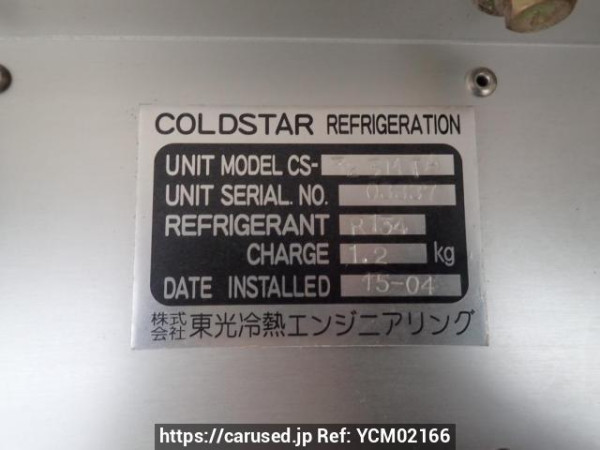 COLDSTAR REFRIGERATION
UNIT MODEL CS-
UNIT SERIAL. NO. 03337
REFRIGERANT R134
CHARGE 1.2 kg
DATE INSTALLED 15-04
株式会社 東光冷熱エンジニアリング
https://carused.jp Ref: YCM02166